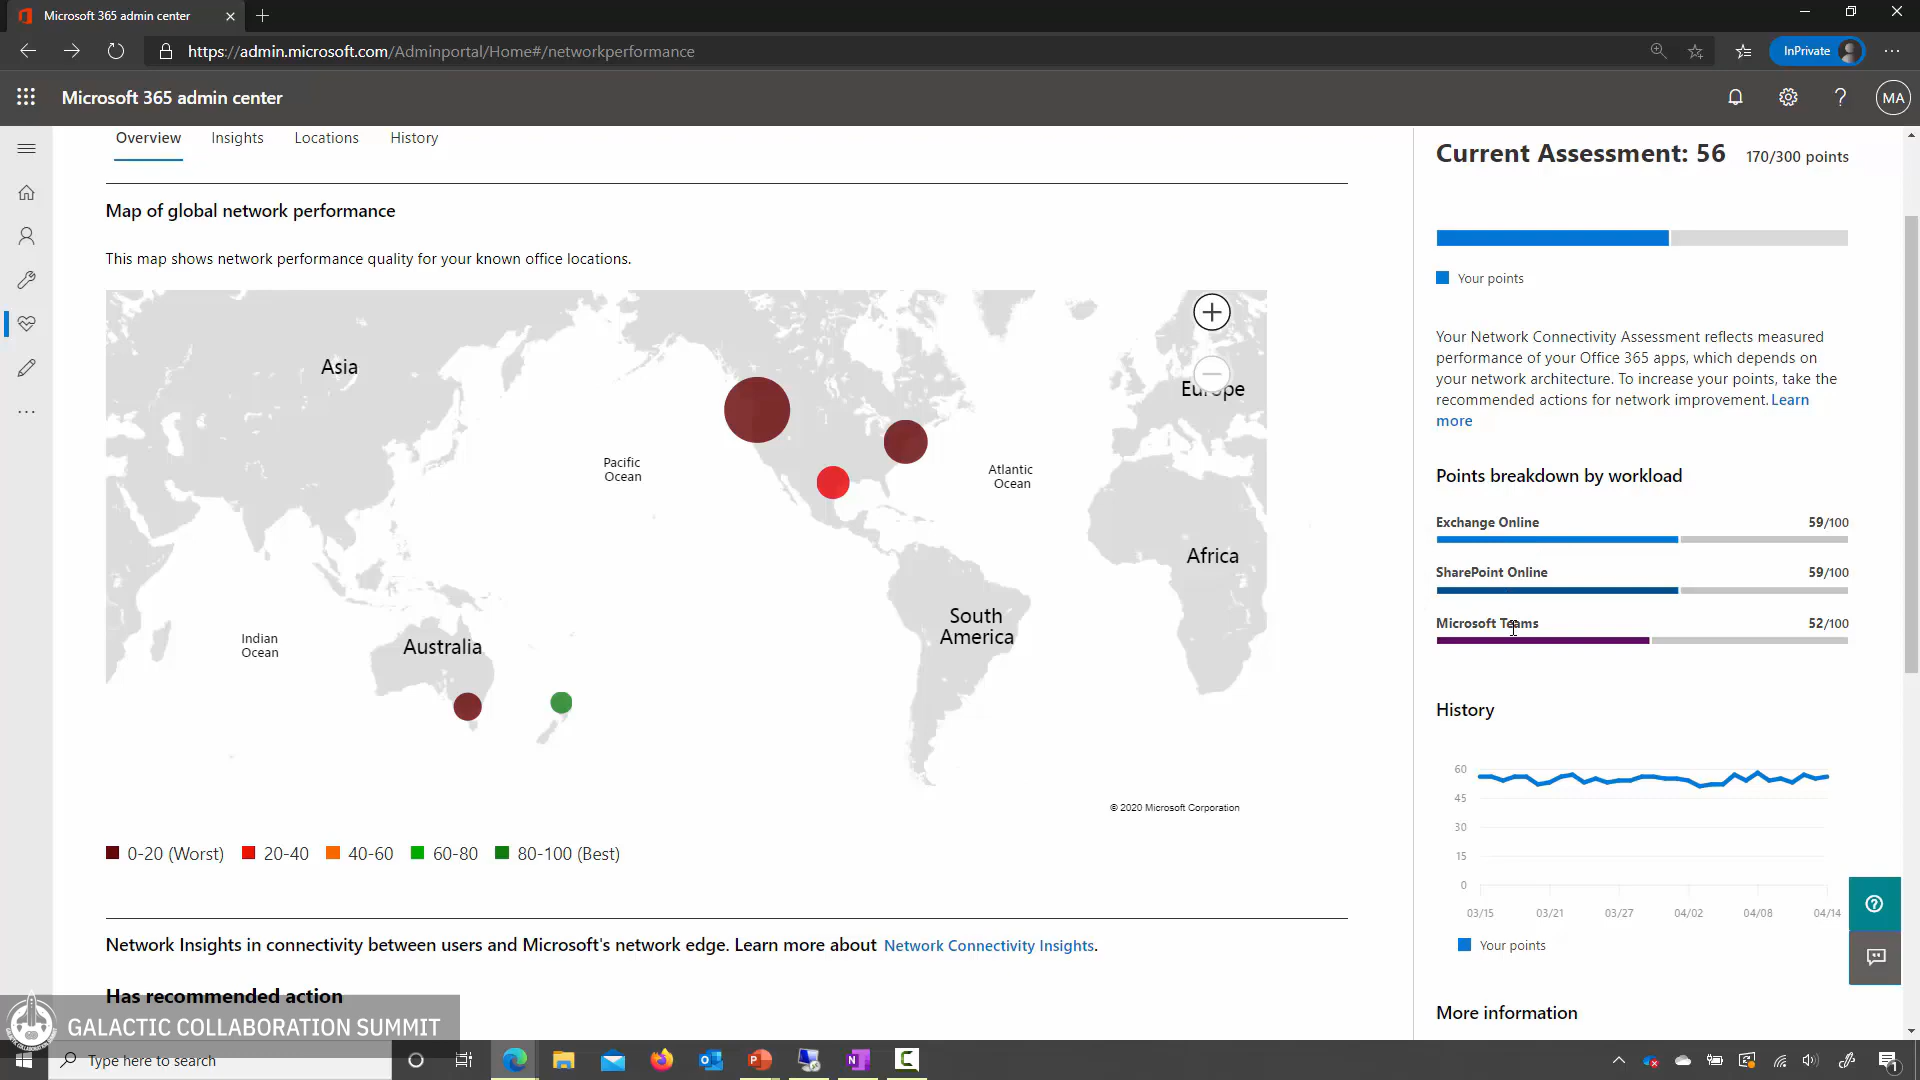 Microsoft 365 admin center
https://admin.microsoft.com/Adminportal/Home#/networkperformance
InPrivate
Microsoft 365 admin center
MA
Overview
Insights
Locations
History
Map of global network performance
This map shows network performance quality for your known office locations.
Asia
Europe
Pacific
Ocean
Atlantic
Ocean
Africa
South
America
Indian
Ocean
Australia
© 2020 Microsoft Corporation
0-20 (Worst)
20-40
40-60
60-80
80-100 (Best)
Network Insights in connectivity between users and Microsoft's network edge. Learn more about Network Connectivity Insights.
Has recommended action
Current Assessment: 56
170/300 points
Your points
Your Network Connectivity Assessment reflects measured
performance of your Office 365 apps, which depends on
your network architecture. To increase your points, take the
recommended actions for network improvement. Learn
more
Points breakdown by workload
Exchange Online 59/100
SharePoint Online 59/100
Microsoft Teams 52/100
History
60
45
30
15
0
03/15
03/21
03/27
04/02
04/08
04/14
Your points
More information
GALACTIC COLLABORATION SUMMIT
Type here to search
1